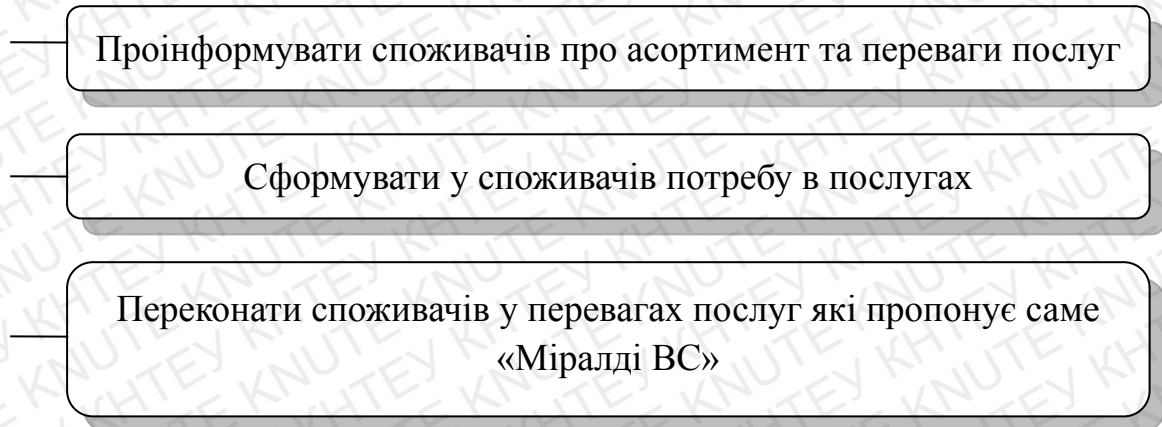 Проінформувати споживачів про асортимент та переваги послуг
Сформувати у споживачів потребу в послугах
Переконати споживачів у перевагах послуг які пропонує саме
«Міралді ВС»